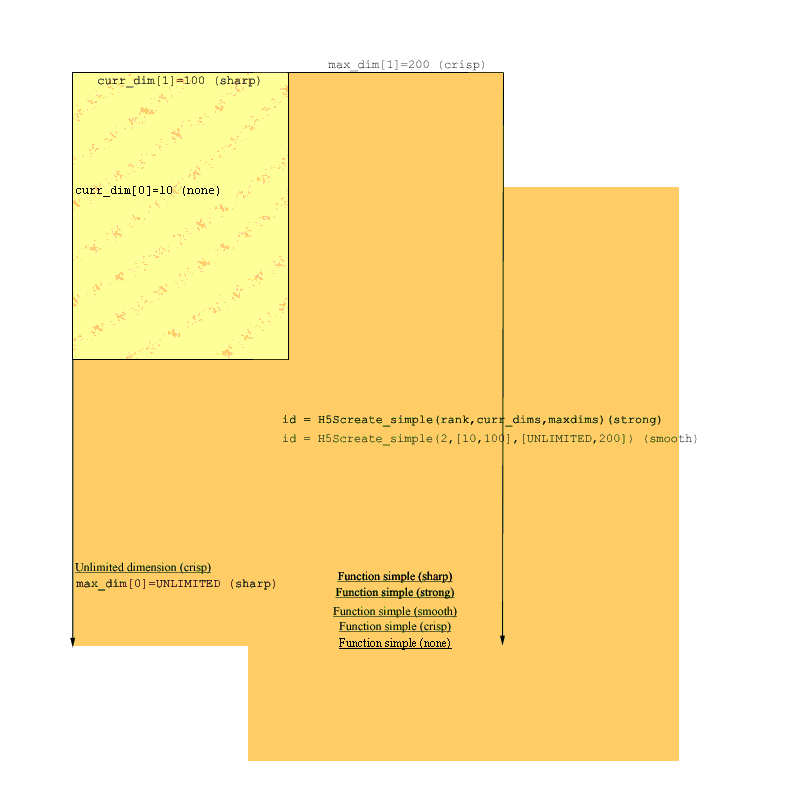 max_dim[1]=200 (crisp)
curr_dim[1]=100 (sharp)
curr_dim[0]=10 (none)
id = H5Screate_simple(rank,curr_dims,maxdims)(strong)
id = H5Screate_simple(2,[10,100],[UNLIMITED,200]) (smooth)
Unlimited dimension (crisp)
max_dim[0]=UNLIMITED (sharp)
Function simple (sharp)
Function simple (strong)
Function simple (smooth)
Function simple (crisp)
Function simple (none)